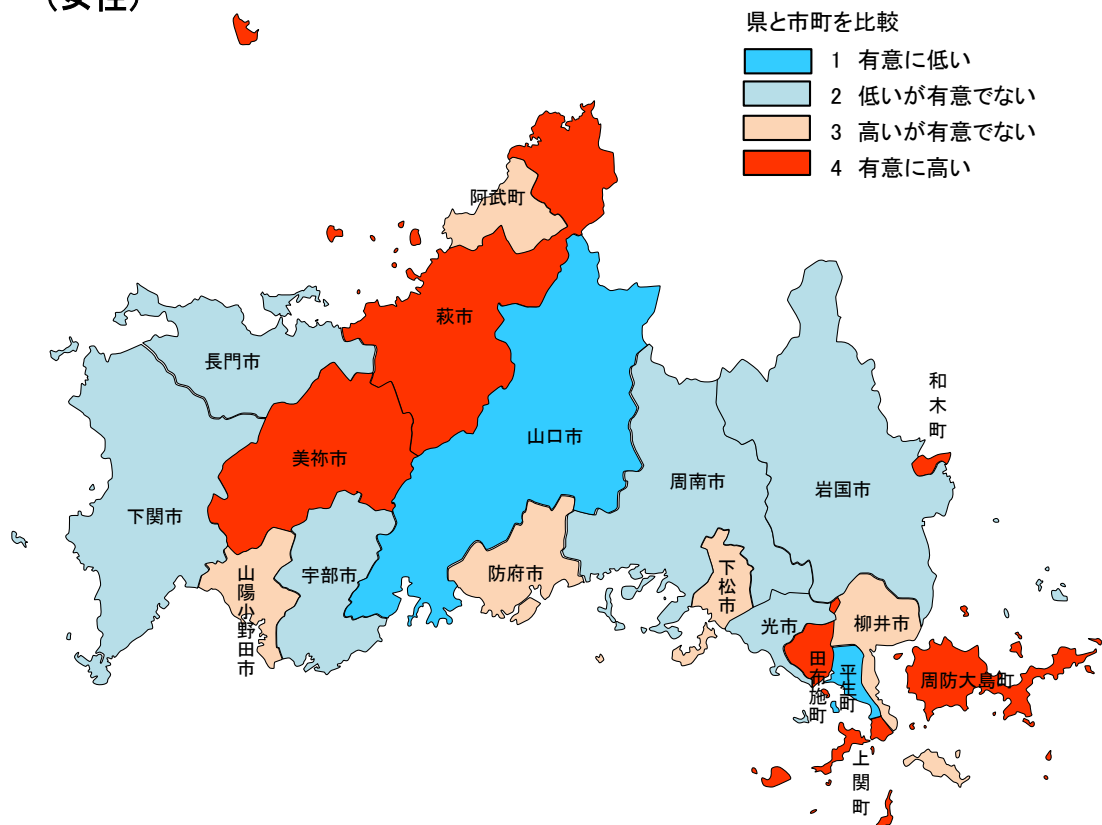 （女性）
県と市町を比較
1 有意に低い
2 低いが有意でない
3 高いが有意でない
4 有意に高い
阿武町
萩市
長門市
和木町
山口市
美祢市
周南市
岩国市
下関市
宇部市
防府市
山陽小野田市
下松市
光市
柳井市
田布施町
平生町
周防大島町
上関町